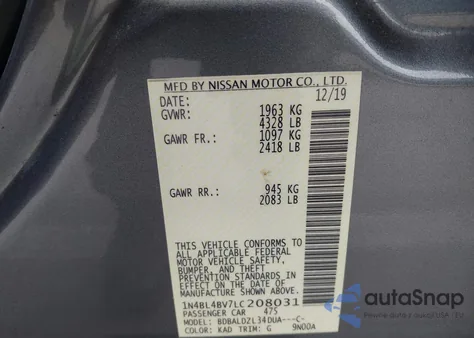 MFD BY NISSAN MOTOR CO., LTD.
DATE: 12/19
GVWR: 1963 KG
4328 LB
GAWR FR.: 1097 KG
2418 LB
GAWR RR.: 945 KG
2083 LB
THIS VEHICLE CONFORMS TO
ALL APPLICABLE FEDERAL
MOTOR VEHICLE SAFETY,
BUMPER, AND THEFT
PREVENTION STANDARDS IN
EFFECT ON THE DATE OF
MANUFACTURE SHOWN ABOVE.
1N4BL4BV7LC208031
PASSENGER CAR 475
MODEL: BDBALDZL34DUA---C-
COLOR: KAD TRIM: G 9N00A
autoSnap